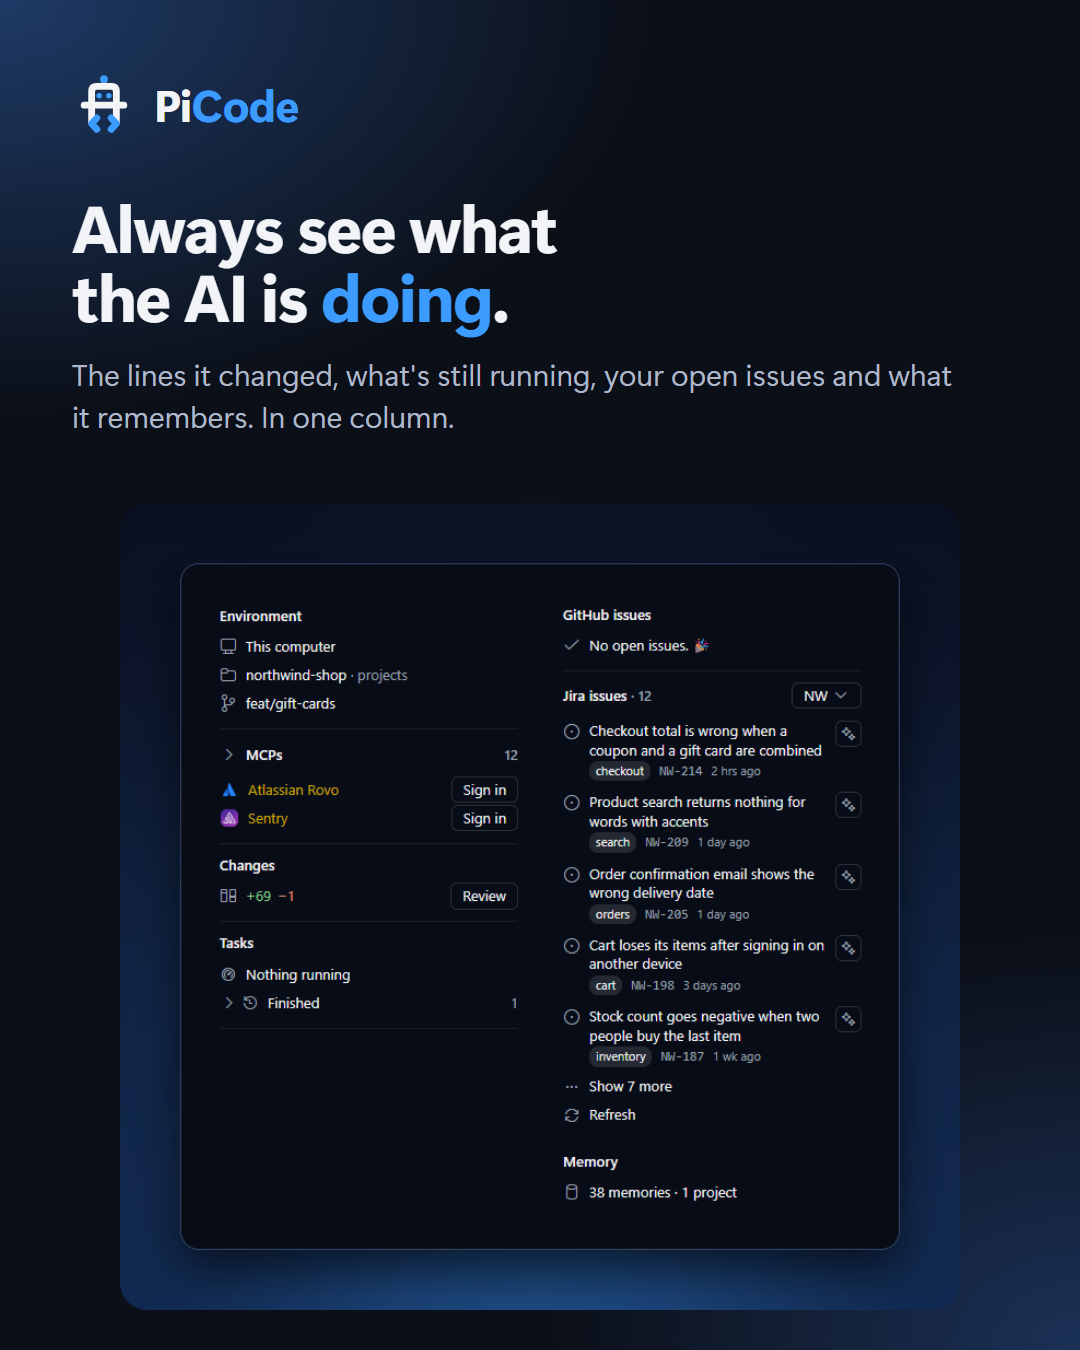 PiCode
Always see what
the AI is doing.
The lines it changed, what's still running, your open issues and what
it remembers. In one column.
Environment
This computer
northwind-shop · projects
feat/gift-cards
MCPs 12
Atlassian Rovo Sign in
Sentry Sign in
Changes
+69 −1 Review
Tasks
Nothing running
Finished 1
GitHub issues
No open issues. 🎉
Jira issues · 12 NW
Checkout total is wrong when a
coupon and a gift card are combined
checkout NW-214 2 hrs ago
Product search returns nothing for
words with accents
search NW-209 1 day ago
Order confirmation email shows the
wrong delivery date
orders NW-205 1 day ago
Cart loses its items after signing in on
another device
cart NW-198 3 days ago
Stock count goes negative when two
people buy the last item
inventory NW-187 1 wk ago
Show 7 more
Refresh
Memory
38 memories · 1 project